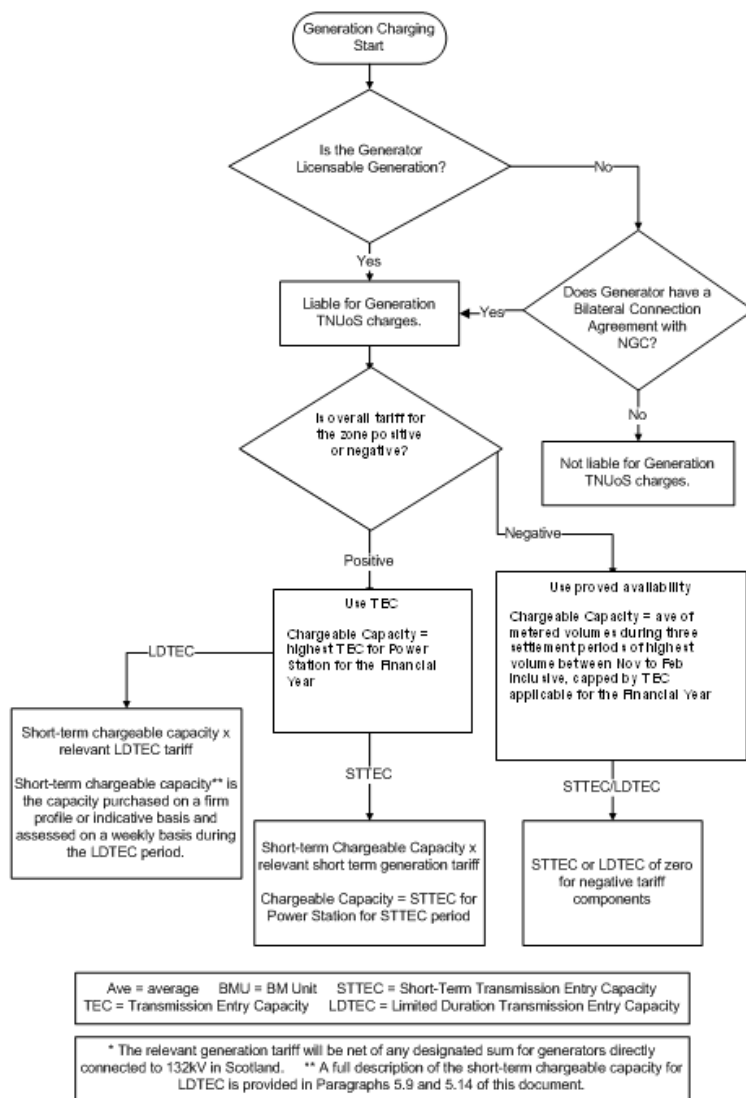 Generation Charging
Start
Is the Generator
Licensable Generation?
No
Yes
Liable for Generation
TNUoS charges.
Yes
Does Generator have a
Bilateral Connection
Agreement with
NGC?
No
Not liable for Generation
TNUoS charges.
Is overall tariff for
the zone positive
or negative?
Negative
Positive
Use TEC
Chargeable Capacity =
highest TEC for Power
Station for the Financial
Year
Use proved availability
Chargeable Capacity = ave of
metered volumes during three
settlement periods of highest
volume between Nov to Feb
inclusive, capped by TEC
applicable for the Financial Year
LDTEC
Short-term chargeable capacity x
relevant LDTEC tariff
Short-term chargeable capacity** is
the capacity purchased on a firm
profile or indicative basis and
assessed on a weekly basis during
the LDTEC period.
STTEC
Short-term Chargeable Capacity x
relevant short term generation tariff
Chargeable Capacity = STTEC for
Power Station for STTEC period
STTEC/LDTEC
STTEC or LDTEC of zero
for negative tariff
components
Ave = average BMU = BM Unit STTEC = Short-Term Transmission Entry Capacity
TEC = Transmission Entry Capacity LDTEC = Limited Duration Transmission Entry Capacity
* The relevant generation tariff will be net of any designated sum for generators directly
connected to 132kV in Scotland. ** A full description of the short-term chargeable capacity for
LDTEC is provided in Paragraphs 5.9 and 5.14 of this document.